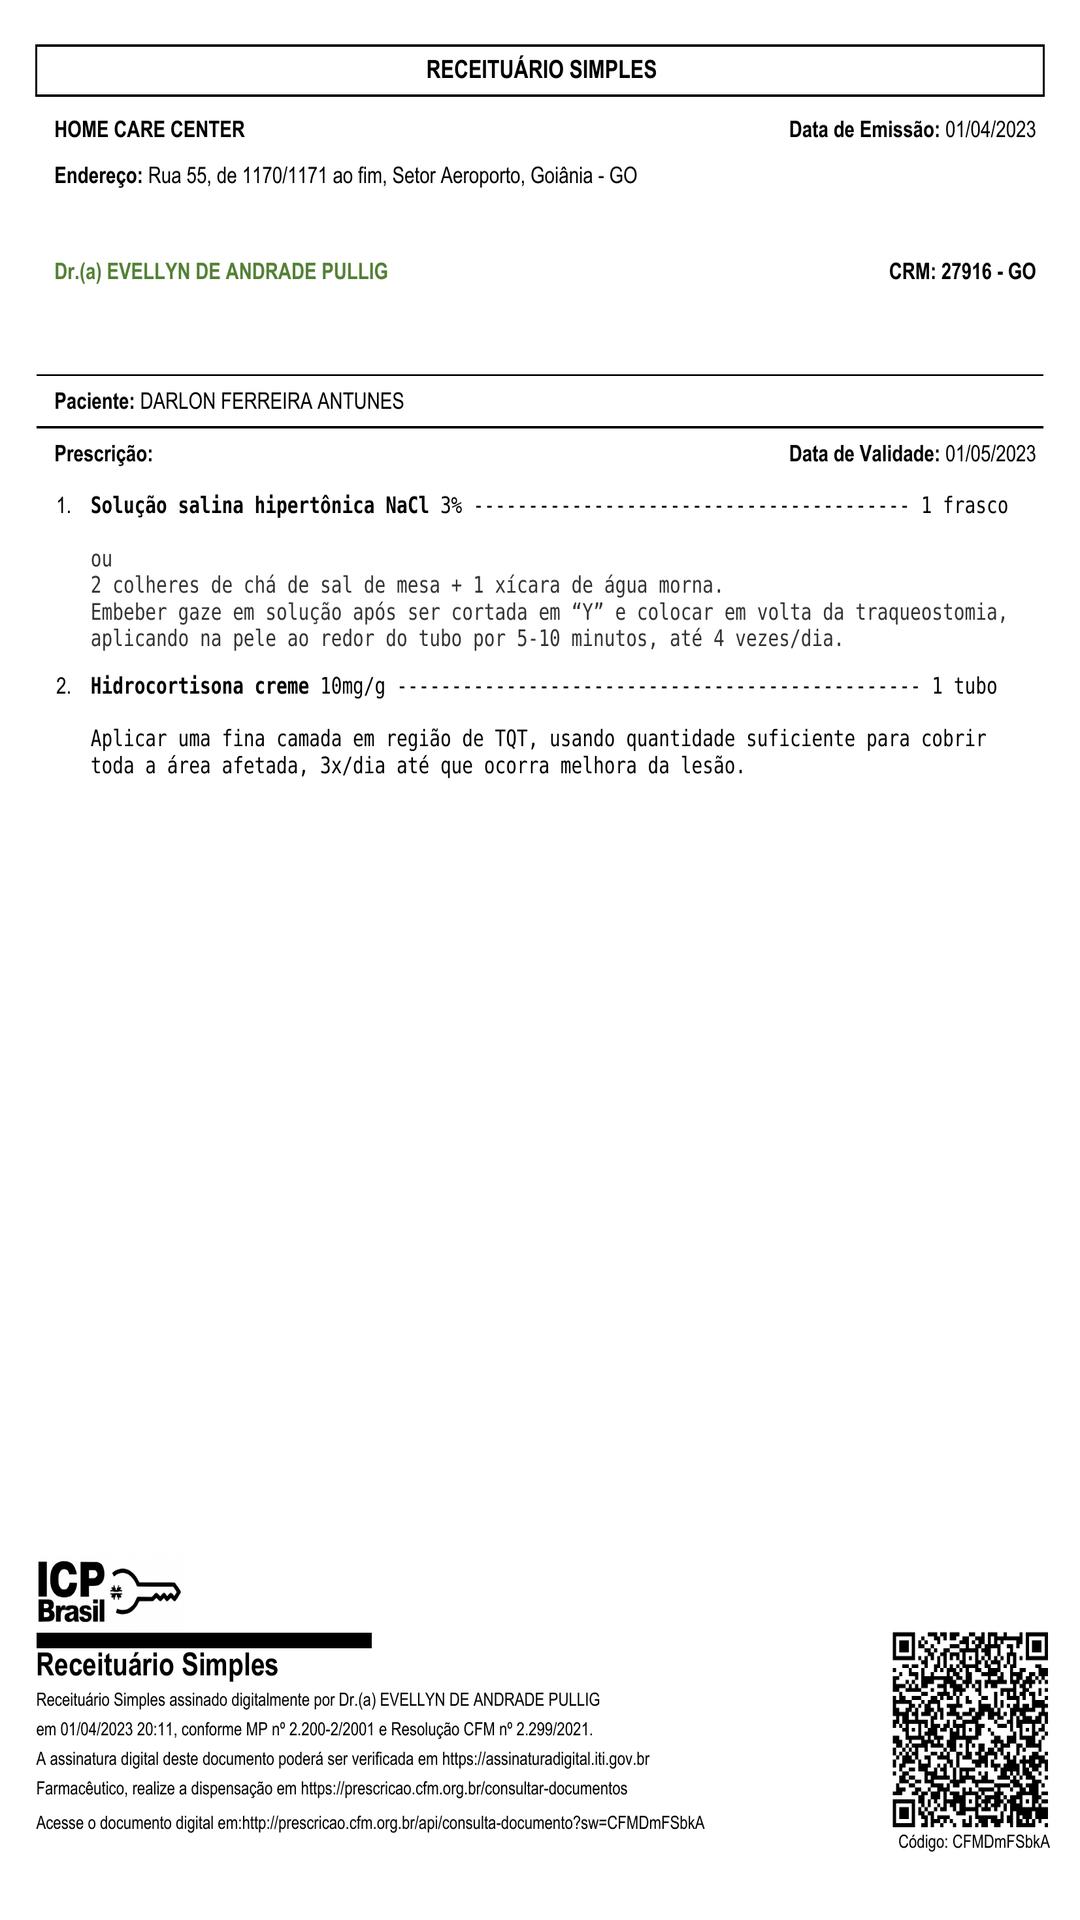 RECEITUÁRIO SIMPLES
HOME CARE CENTER Data de Emissão: 01/04/2023
Endereço: Rua 55, de 1170/1171 ao fim, Setor Aeroporto, Goiânia - GO
Dr.(a) EVELLYN DE ANDRADE PULLIG CRM: 27916 - GO
Paciente: DARLON FERREIRA ANTUNES
Prescrição: Data de Validade: 01/05/2023
1. Solução salina hipertônica NaCl 3% ---------------------------------------- 1 frasco
ou
2 colheres de chá de sal de mesa + 1 xícara de água morna.
Embeber gaze em solução após ser cortada em “Y” e colocar em volta da traqueostomia,
aplicando na pele ao redor do tubo por 5-10 minutos, até 4 vezes/dia.
2. Hidrocortisona creme 10mg/g ------------------------------------------------ 1 tubo
Aplicar uma fina camada em região de TQT, usando quantidade suficiente para cobrir
toda a área afetada, 3x/dia até que ocorra melhora da lesão.
ICP
Brasil
Receituário Simples
Receituário Simples assinado digitalmente por Dr.(a) EVELLYN DE ANDRADE PULLIG
em 01/04/2023 20:11, conforme MP nº 2.200-2/2001 e Resolução CFM nº 2.299/2021.
A assinatura digital deste documento poderá ser verificada em https://assinaturadigital.iti.gov.br
Farmacêutico, realize a dispensação em https://prescricao.cfm.org.br/consultar-documentos
Acesse o documento digital em:http://prescricao.cfm.org.br/api/consulta-documento?sw=CFMDmFSbkA
Código: CFMDmFSbkA